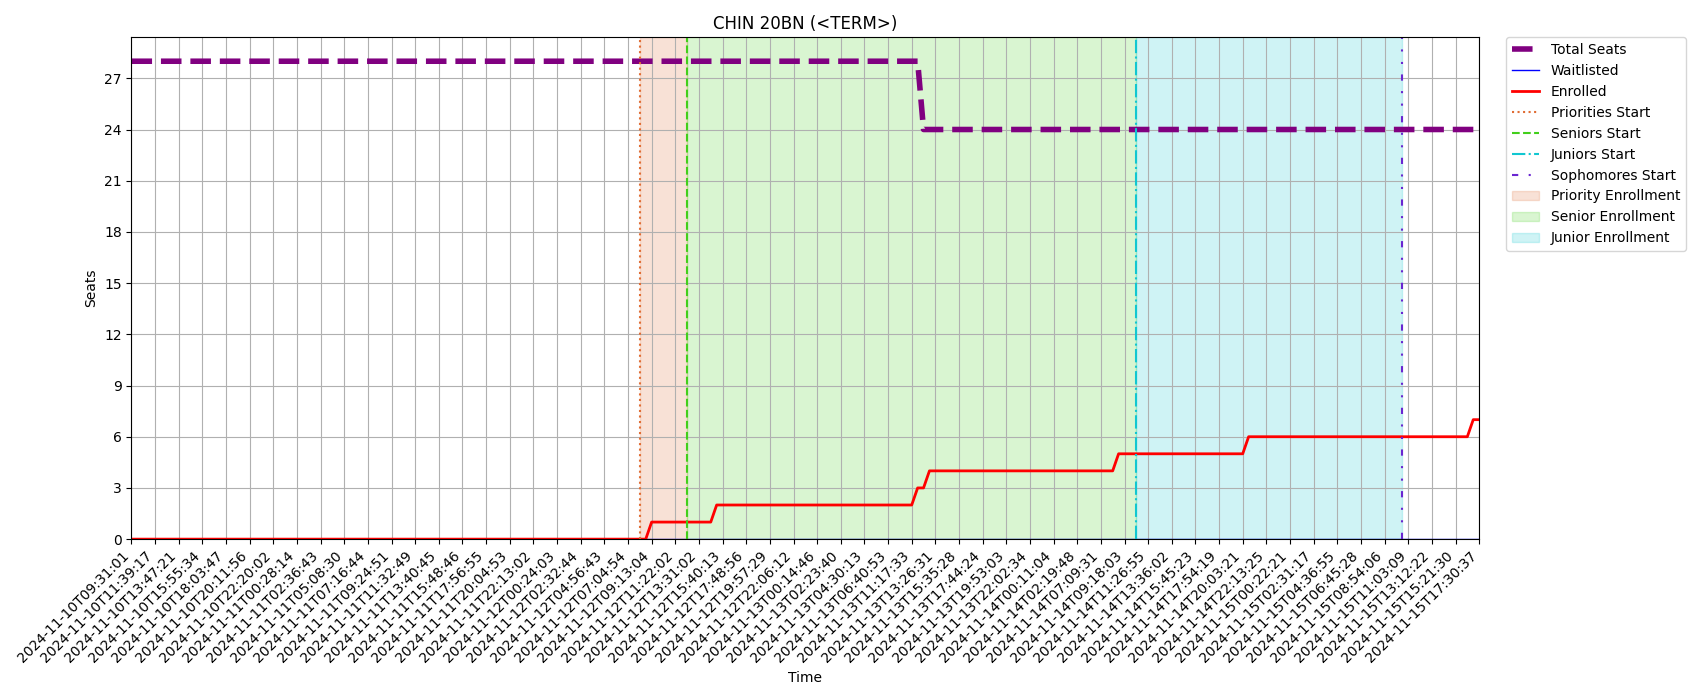 CHIN 20BN (<TERM>)
Total Seats
Waitlisted
Enrolled
Priorities Start
Seniors Start
Juniors Start
Sophomores Start
Priority Enrollment
Senior Enrollment
Junior Enrollment
Seats
27
24
21
18
15
12
9
6
3
0
2024-11-10T09:31:01
2024-11-10T11:39:17
2024-11-10T13:47:21
2024-11-10T15:55:34
2024-11-10T18:03:47
2024-11-10T20:11:56
2024-11-10T22:20:02
2024-11-11T00:28:14
2024-11-11T02:36:43
2024-11-11T05:08:30
2024-11-11T07:16:44
2024-11-11T09:24:51
2024-11-11T11:32:49
2024-11-11T13:40:45
2024-11-11T15:48:46
2024-11-11T17:56:55
2024-11-11T20:04:53
2024-11-11T22:13:02
2024-11-12T00:24:03
2024-11-12T02:32:44
2024-11-12T04:56:43
2024-11-12T07:04:54
2024-11-12T09:13:04
2024-11-12T11:22:02
2024-11-12T13:31:02
2024-11-12T15:40:13
2024-11-12T17:48:56
2024-11-12T19:57:29
2024-11-12T22:06:12
2024-11-13T00:14:46
2024-11-13T02:23:40
2024-11-13T04:30:13
2024-11-13T06:40:53
2024-11-13T11:17:33
2024-11-13T13:26:31
2024-11-13T15:35:28
2024-11-13T17:44:24
2024-11-13T19:53:03
2024-11-13T22:02:34
2024-11-14T00:11:04
2024-11-14T02:19:48
2024-11-14T07:09:31
2024-11-14T09:18:03
2024-11-14T11:26:55
2024-11-14T13:36:02
2024-11-14T15:45:23
2024-11-14T17:54:19
2024-11-14T20:03:21
2024-11-14T22:13:25
2024-11-15T00:22:21
2024-11-15T02:31:17
2024-11-15T04:36:55
2024-11-15T06:45:28
2024-11-15T08:54:06
2024-11-15T11:03:09
2024-11-15T13:12:22
2024-11-15T15:21:30
2024-11-15T17:30:37
Time